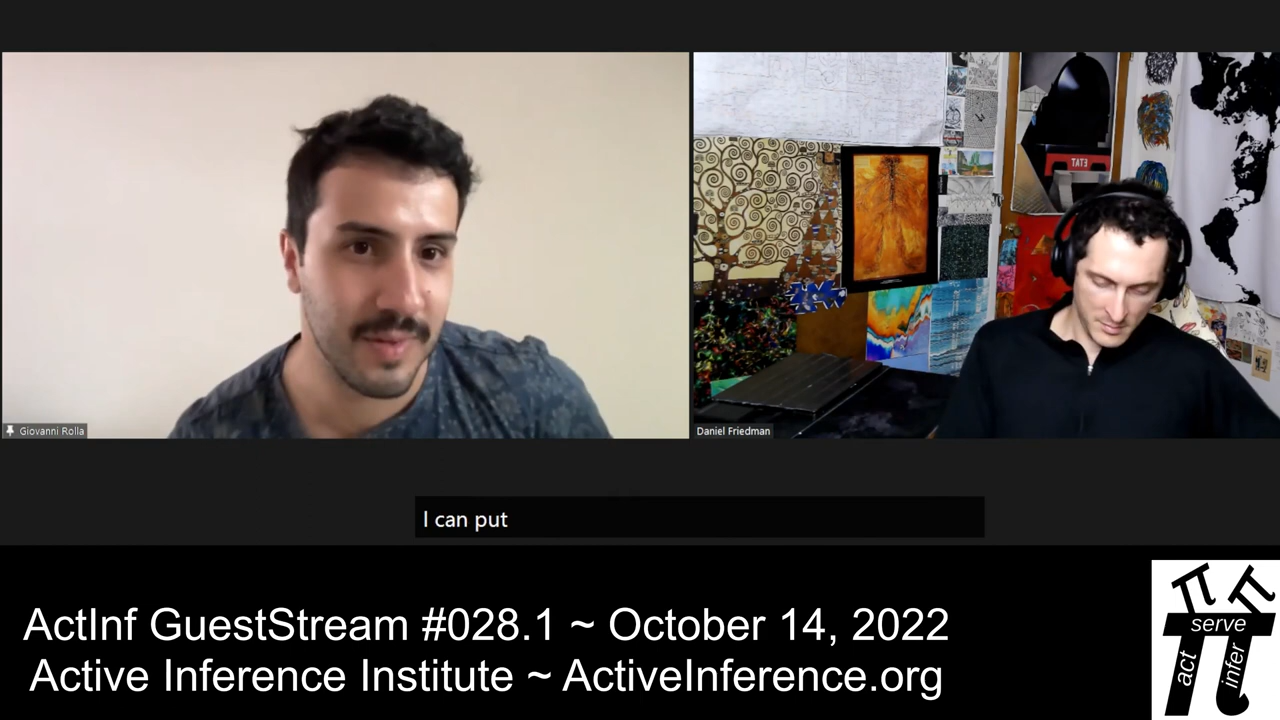 ETAT
Giovanni Rolla
Daniel Friedman
I can put
ActInf GuestStream #028.1 ~ October 14, 2022
Active Inference Institute ~ ActiveInference.org
serve
act
infer